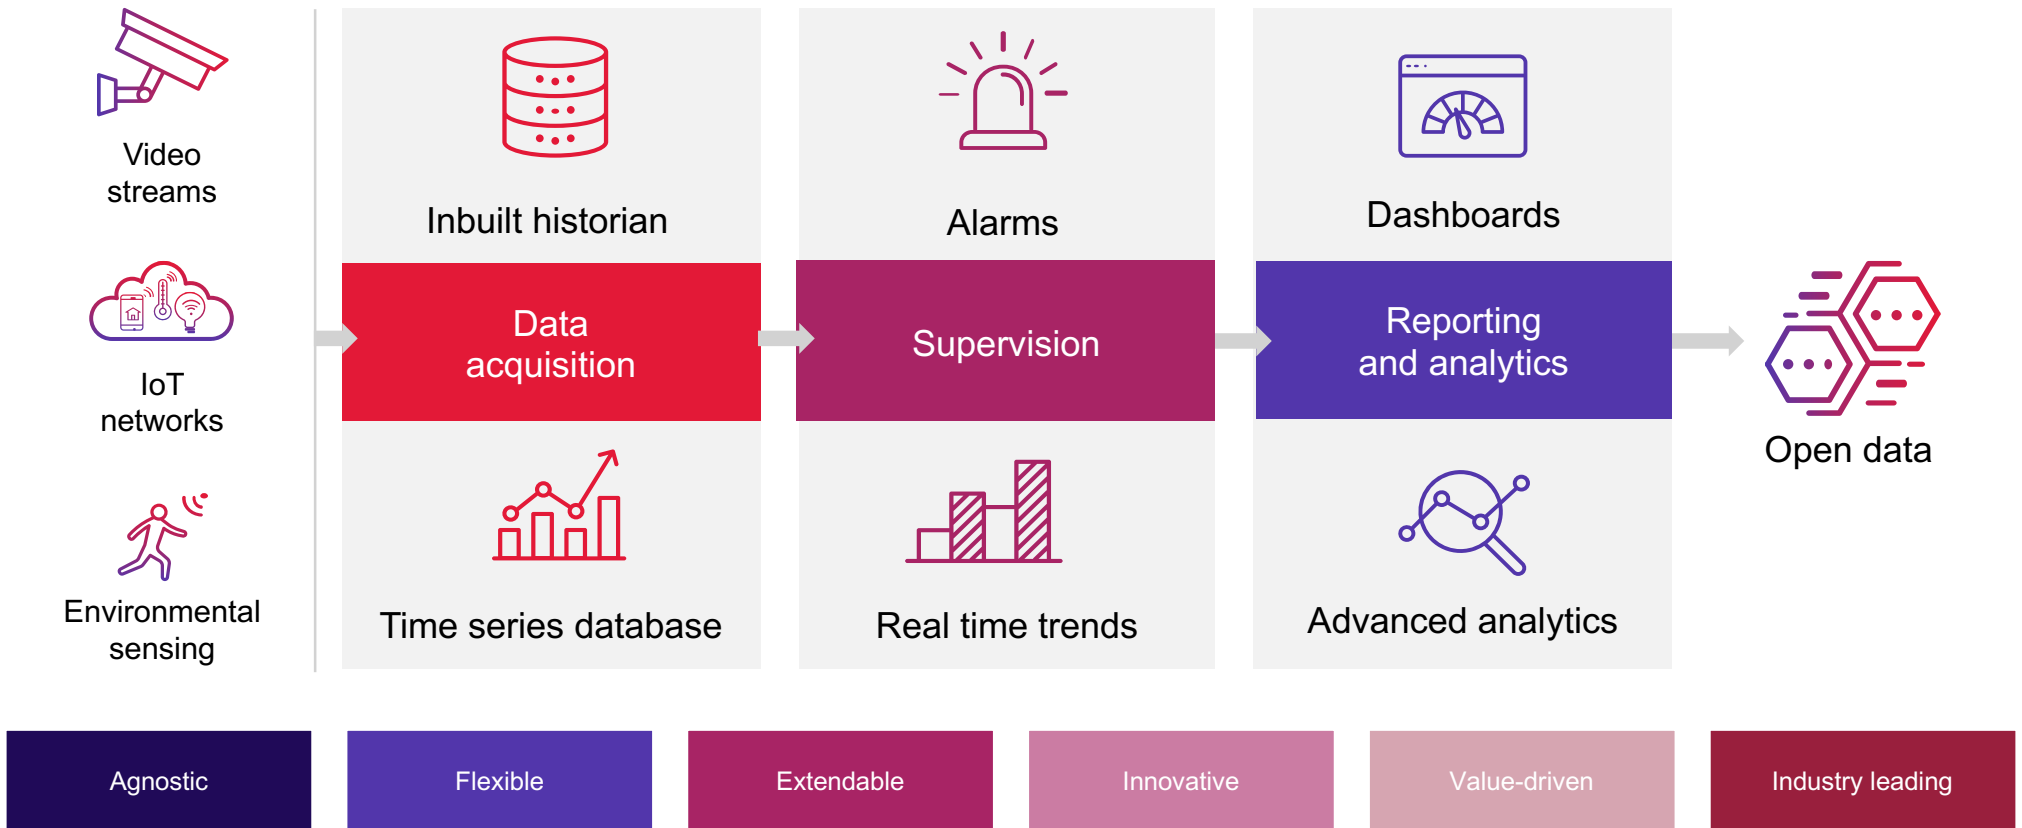 Video
streams
IoT
networks
Environmental
sensing
Inbuilt historian
Data
acquisition
Time series database
Alarms
Supervision
Real time trends
Dashboards
Reporting
and analytics
Advanced analytics
Open data
Agnostic
Flexible
Extendable
Innovative
Value-driven
Industry leading